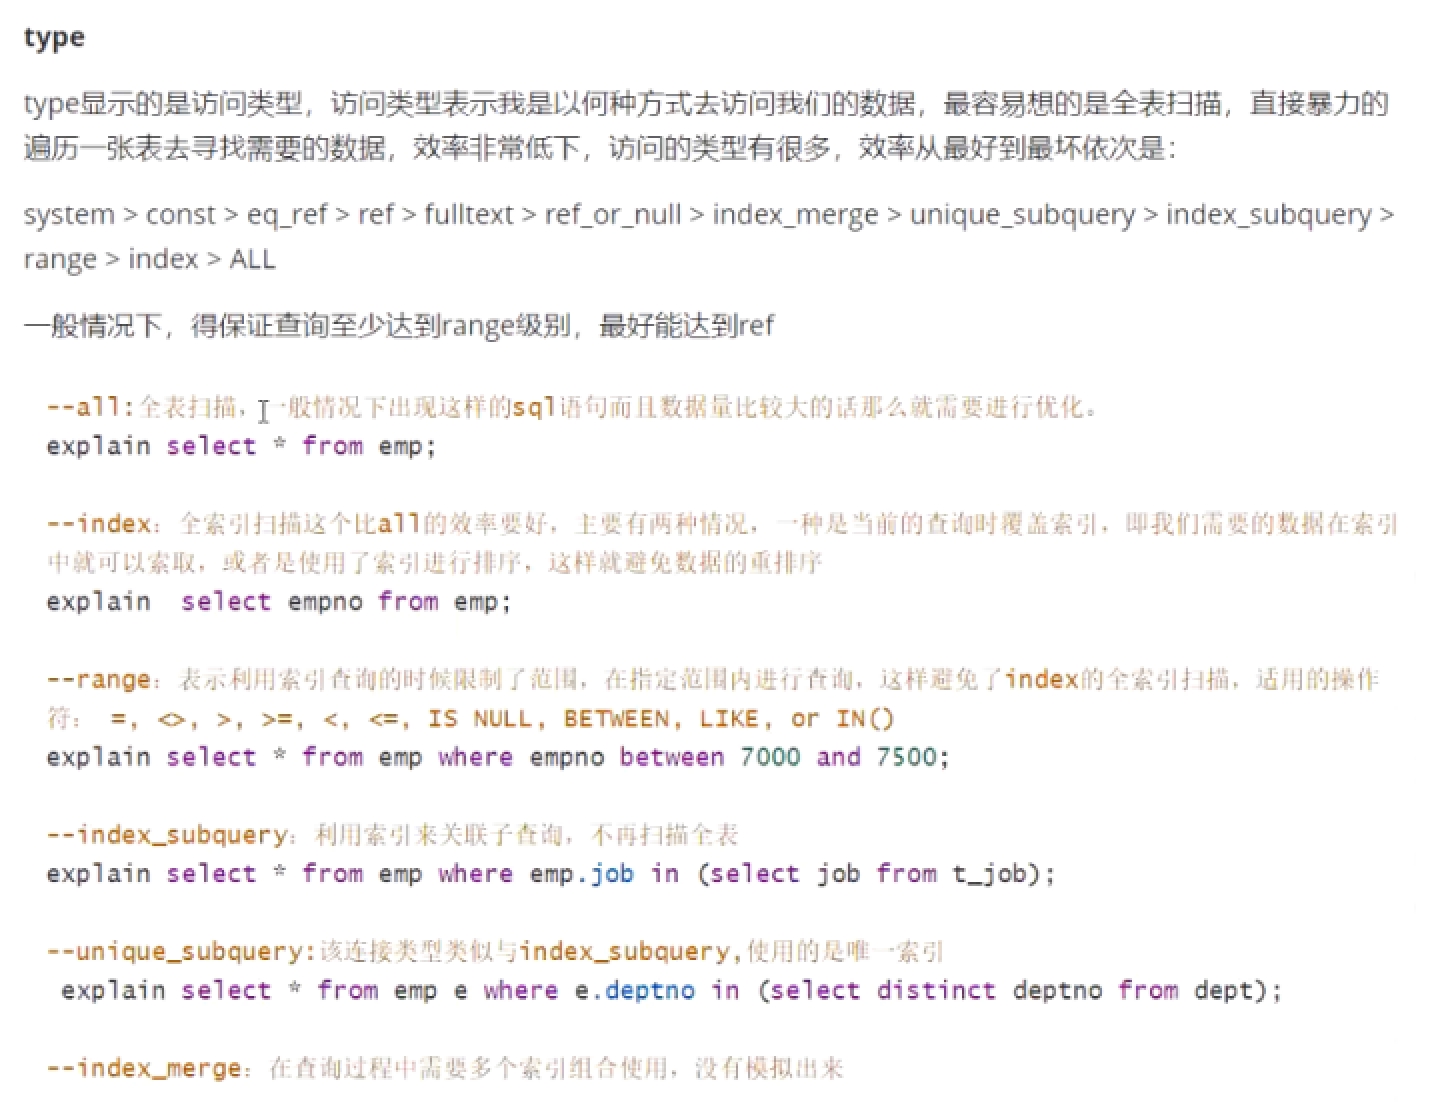 type
type显示的是访问类型，访问类型表示我是以何种方式去访问我们的数据，最容易想的是全表扫描，直接暴力的
遍历一张表去寻找需要的数据，效率非常低下，访问的类型有很多，效率从最好到最坏依次是：
system > const > eq_ref > ref > fulltext > ref_or_null > index_merge > unique_subquery > index_subquery >
range > index > ALL
一般情况下，得保证查询至少达到range级别，最好能达到ref
--all:全表扫描，一般情况下出现这样的sql语句而且数据量比较大的话那么就需要进行优化。
explain select * from emp;
--index：全索引扫描这个比all的效率要好，主要有两种情况，一种是当前的查询时覆盖索引，即我们需要的数据在索引
中就可以索取，或者是使用了索引进行排序，这样就避免数据的重排序
explain  select empno from emp;
--range：表示利用索引查询的时候限制了范围，在指定范围内进行查询，这样避免了index的全索引扫描，适用的操作
符： =, <>, >, >=, <, <=, IS NULL, BETWEEN, LIKE, or IN()
explain select * from emp where empno between 7000 and 7500;
--index_subquery：利用索引来关联子查询，不再扫描全表
explain select * from emp where emp.job in (select job from t_job);
--unique_subquery:该连接类型类似与index_subquery,使用的是唯一索引
explain select * from emp e where e.deptno in (select distinct deptno from dept);
--index_merge：在查询过程中需要多个索引组合使用，没有模拟出来